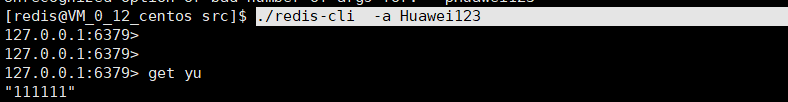 [redis@VM_0_12_centos src]$ ./redis-cli  -a Huawei123
127.0.0.1:6379>
127.0.0.1:6379>
127.0.0.1:6379> get yu
"111111"